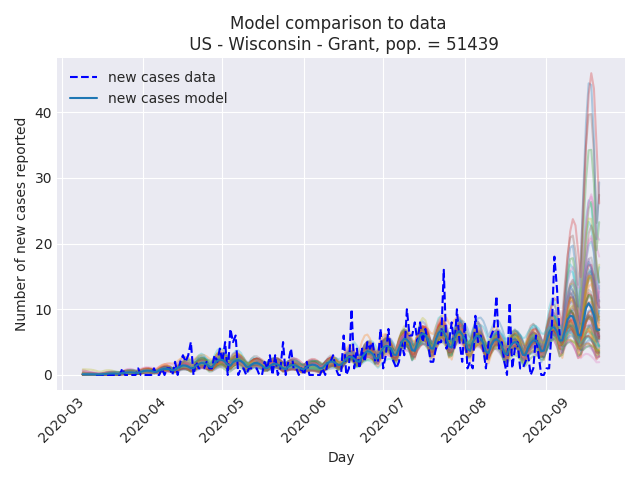 Model comparison to data
US - Wisconsin - Grant, pop. = 51439
new cases data
new cases model
Number of new cases reported
40
30
20
10
0
2020-03
2020-04
2020-05
2020-06
2020-07
2020-08
2020-09
Day